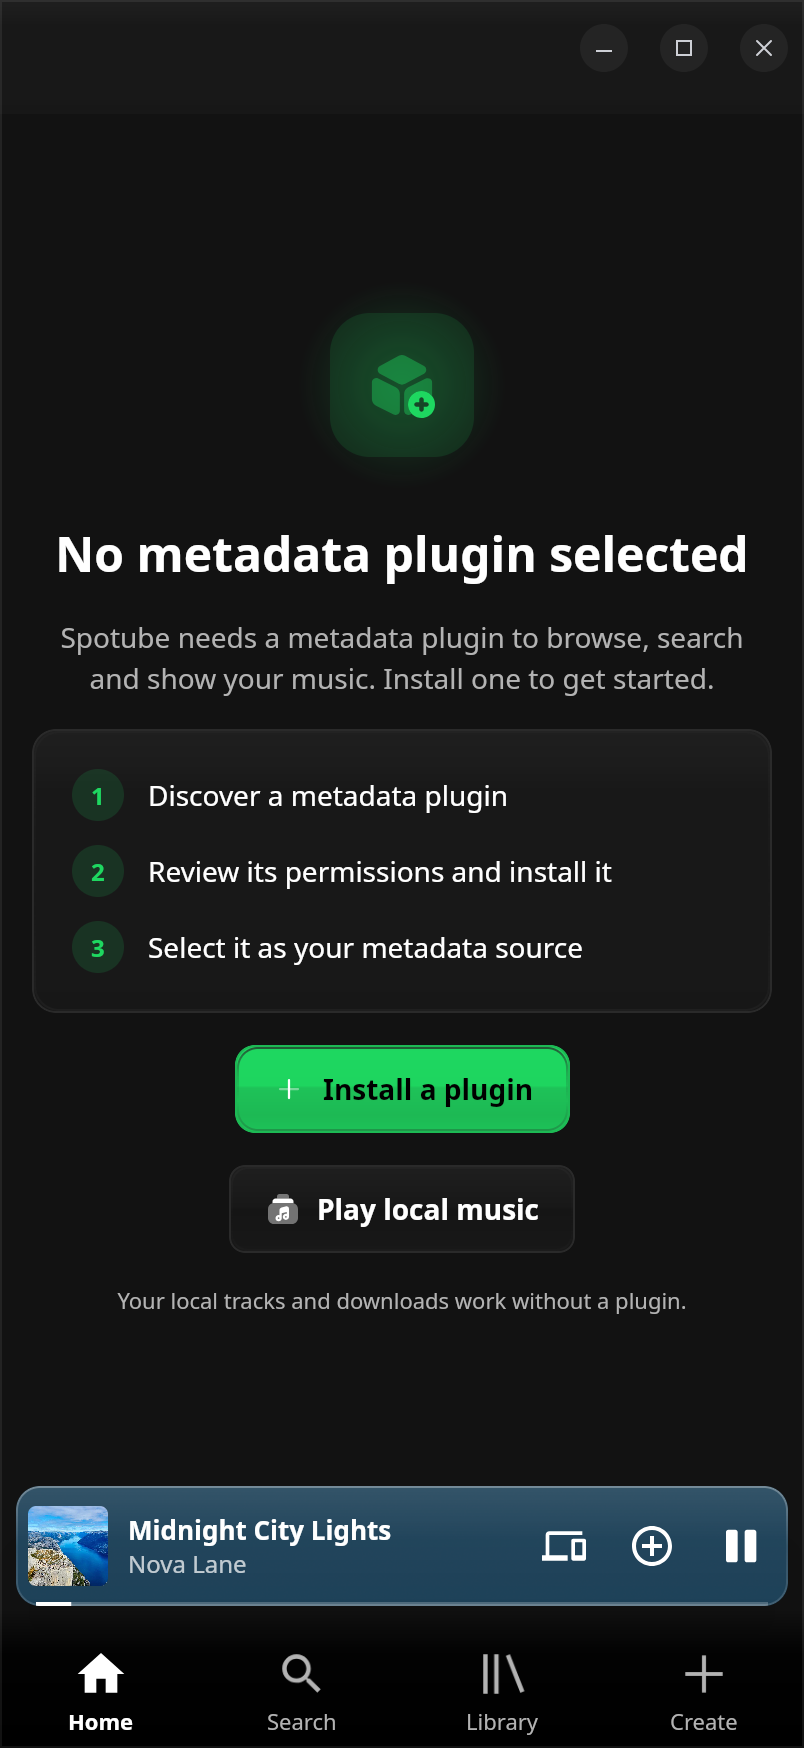 No metadata plugin selected
Spotube needs a metadata plugin to browse, search
and show your music. Install one to get started.
1 Discover a metadata plugin
2 Review its permissions and install it
3 Select it as your metadata source
Install a plugin
Play local music
Your local tracks and downloads work without a plugin.
Midnight City Lights
Nova Lane
Home Search Library Create